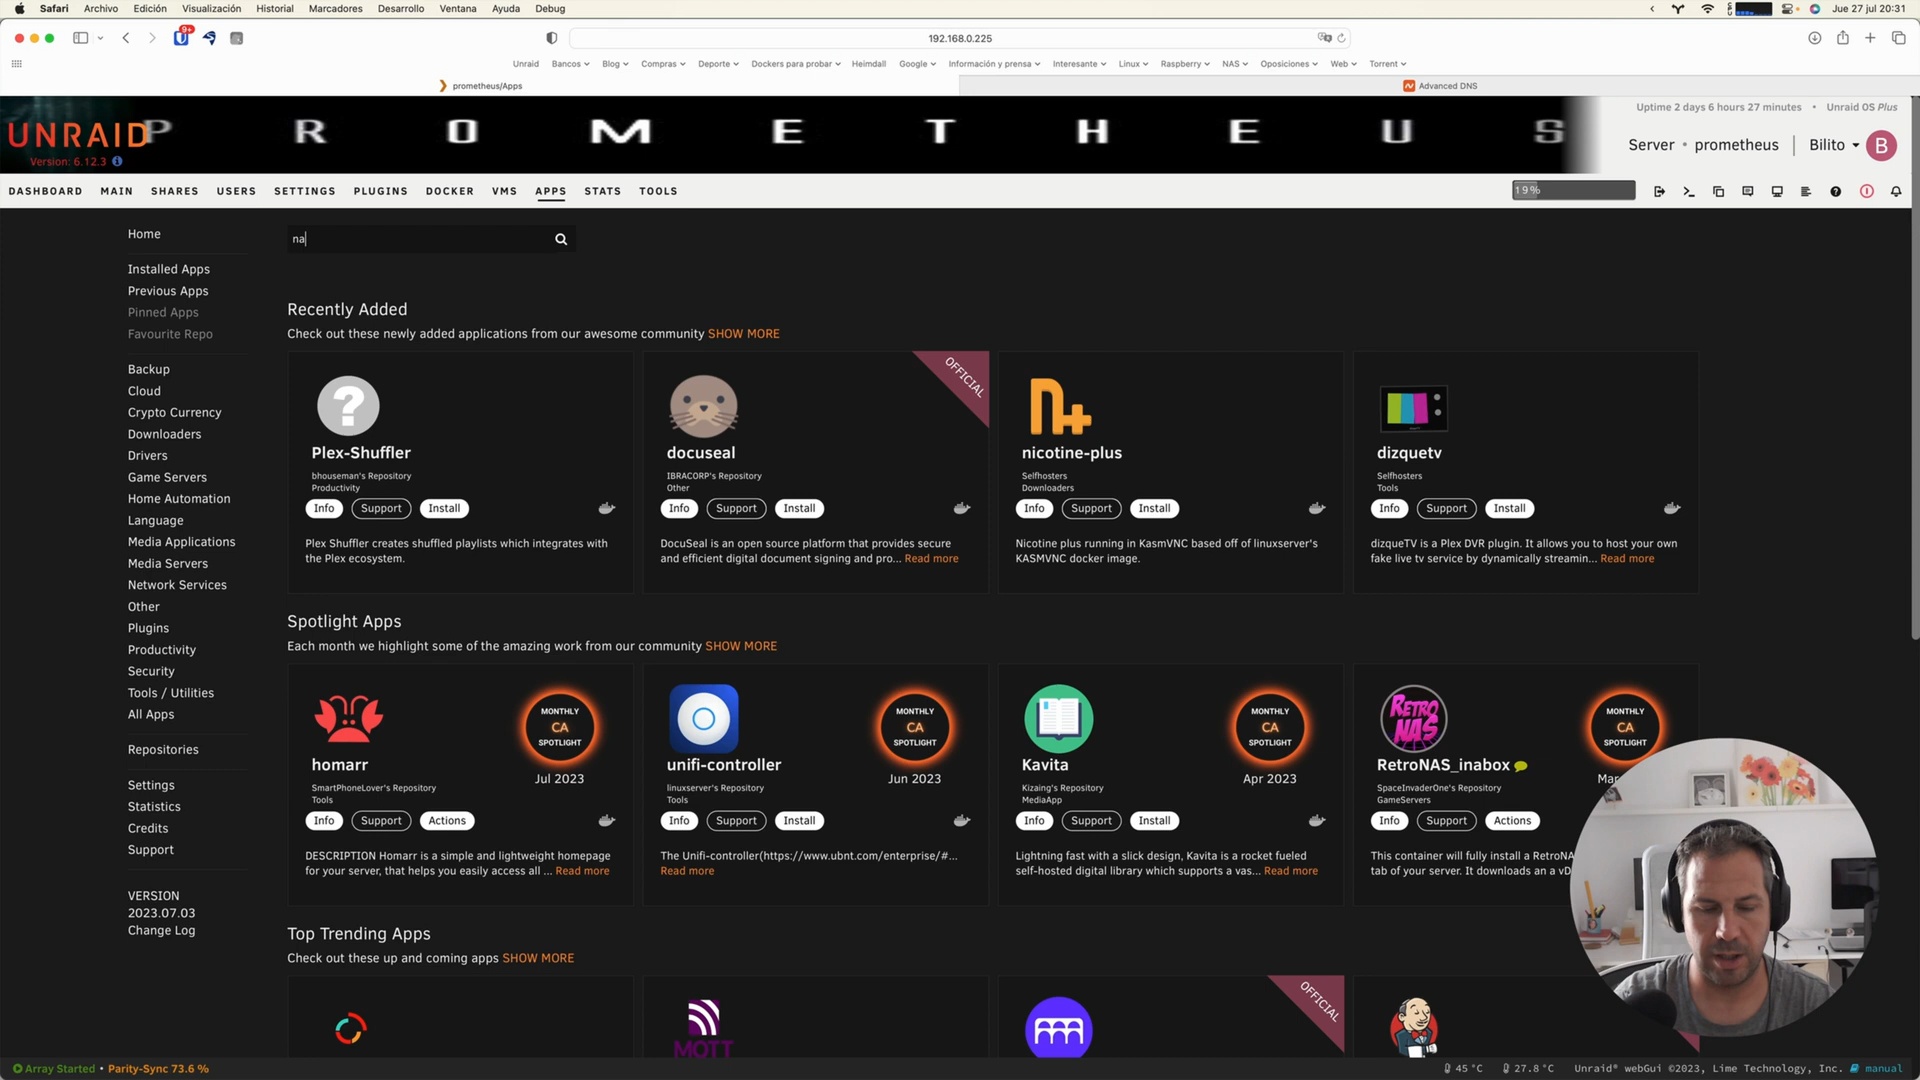 Safari Archivo Edición Visualización Historial Marcadores Desarrollo Ventana Ayuda Debug
Jue 27 jul 20:31
9+
192.168.0.225
Unraid Bancos Blog Compras Deporte Dockers para probar Heimdall Google Información y prensa Interesante Linux Raspberry NAS Oposiciones Web Torrent
prometheus/Apps
Advanced DNS
UNRAID
Version: 6.12.3
PROMETHEUS
Uptime 2 days 6 hours 27 minutes • Unraid OS Plus
Server • prometheus | Bilito B
DASHBOARD MAIN SHARES USERS SETTINGS PLUGINS DOCKER VMS APPS STATS TOOLS
19%
Home
Installed Apps
Previous Apps
Pinned Apps
Favourite Repo
Backup
Cloud
Crypto Currency
Downloaders
Drivers
Game Servers
Home Automation
Language
Media Applications
Media Servers
Network Services
Other
Plugins
Productivity
Security
Tools / Utilities
All Apps
Repositories
Settings
Statistics
Credits
Support
VERSION
2023.07.03
Change Log
na
Recently Added
Check out these newly added applications from our awesome community SHOW MORE
?
Plex-Shuffler
bhouseman's Repository
Productivity
Info Support Install
Plex Shuffler creates shuffled playlists which integrates with
the Plex ecosystem.
OFFICIAL
docuseal
IBRACORP's Repository
Other
Info Support Install
DocuSeal is an open source platform that provides secure
and efficient digital document signing and pro... Read more
nicotine-plus
Selfhosters
Downloaders
Info Support Install
Nicotine plus running in KasmVNC based off of linuxserver's
KASMVNC docker image.
dizquetv
Selfhosters
Tools
Info Support Install
dizqueTV is a Plex DVR plugin. It allows you to host your own
fake live tv service by dynamically streamin... Read more
Spotlight Apps
Each month we highlight some of the amazing work from our community SHOW MORE
MONTHLY
CA
SPOTLIGHT
Jul 2023
homarr
SmartPhoneLover's Repository
Tools
Info Support Actions
DESCRIPTION Homarr is a simple and lightweight homepage
for your server, that helps you easily access all ... Read more
MONTHLY
CA
SPOTLIGHT
Jun 2023
unifi-controller
linuxserver's Repository
Tools
Info Support Install
The Unifi-controller(https://www.ubnt.com/enterprise/#...
Read more
MONTHLY
CA
SPOTLIGHT
Apr 2023
Kavita
Kizaing's Repository
MediaApp
Info Support Install
Lightning fast with a slick design, Kavita is a rocket fueled
self-hosted digital library which supports a vas... Read more
RETRO
NAS
MONTHLY
CA
SPOTLIGHT
RetroNAS_inabox
SpaceInvaderOne's Repository
GameServers
Info Support Actions
This container will fully install a RetroNA
tab of your server. It downloads an a vD
Top Trending Apps
Check out these up and coming apps SHOW MORE
MQTT
OFFICIAL
Array Started • Parity-Sync 73.6 %
45 °C 27.8 °C Unraid® webGui ©2023, Lime Technology, Inc. manual